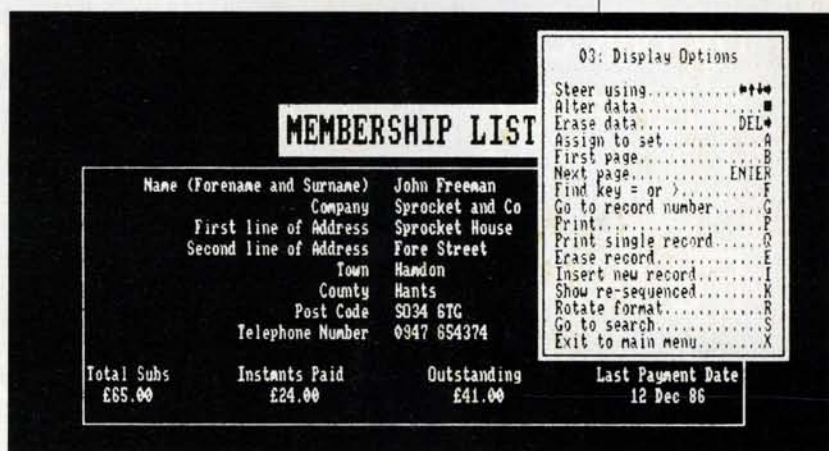 03: Display Options
Steer using...............←↑↓→
Alter data................■
Erase data.............DEL→
Assign to set.............A
First page................B
Next page.............ENTER
Find key = or >...........F
Go to record number.......G
Print.....................P
Print single record.......Q
Erase record..............E
Insert new record.........I
Show re-sequenced.........K
Rotate format.............R
Go to search..............S
Exit to main menu.........X
MEMBERSHIP LIST
Name (Forename and Surname) John Freeman
Company Sprocket and Co
First line of Address Sprocket House
Second line of Address Fore Street
Town Hamdon
County Hants
Post Code SO34 6TG
Telephone Number 0947 654374
Total Subs Instmnts Paid Outstanding Last Payment Date
£65.00 £24.00 £41.00 12 Dec 86